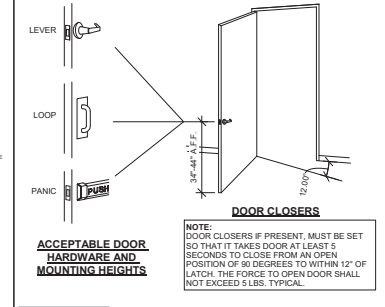 LEVER
LOOP
PANIC
PUSH
34"-44" A.F.F.
12.00"
ACCEPTABLE DOOR
HARDWARE AND
MOUNTING HEIGHTS
DOOR CLOSERS
NOTE:
DOOR CLOSERS IF PRESENT, MUST BE SET
SO THAT IT TAKES DOOR AT LEAST 5
SECONDS TO CLOSE FROM AN OPEN
POSITION OF 90 DEGREES TO WITHIN 12" OF
LATCH. THE FORCE TO OPEN DOOR SHALL
NOT EXCEED 5 LBS. TYPICAL.